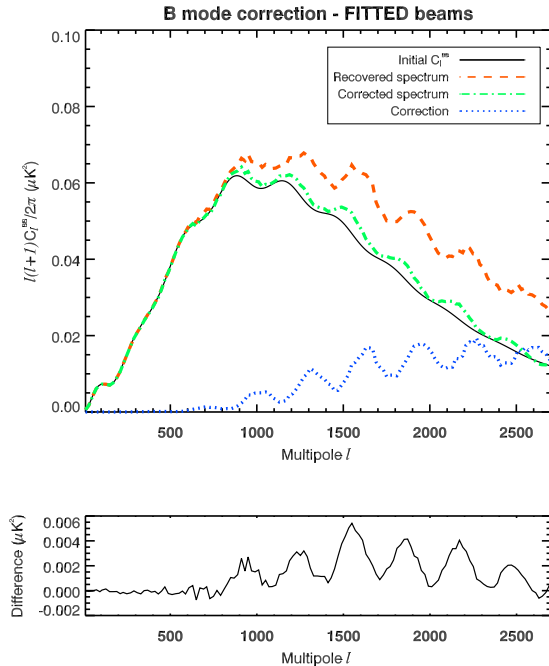 B mode correction - FITTED beams
0.10
0.08
0.06
0.04
0.02
0.00
l(l+l)C_l^BB/2π (μK²)
Initial C_l^BB
Recovered spectrum
Corrected spectrum
Correction
500 1000 1500 2000 2500
Multipole l
0.006
0.004
0.002
0.000
-0.002
Difference (μK²)
500 1000 1500 2000 2500
Multipole l